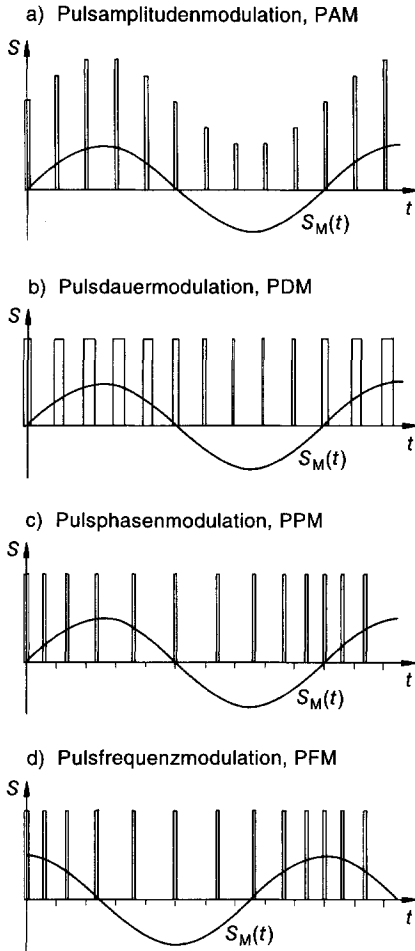 a) Pulsamplitudenmodulation, PAM
S
S_M(t)
t
b) Pulsdauermodulation, PDM
S
S_M(t)
t
c) Pulsphasenmodulation, PPM
S
S_M(t)
t
d) Pulsfrequenzmodulation, PFM
S
S_M(t)
t